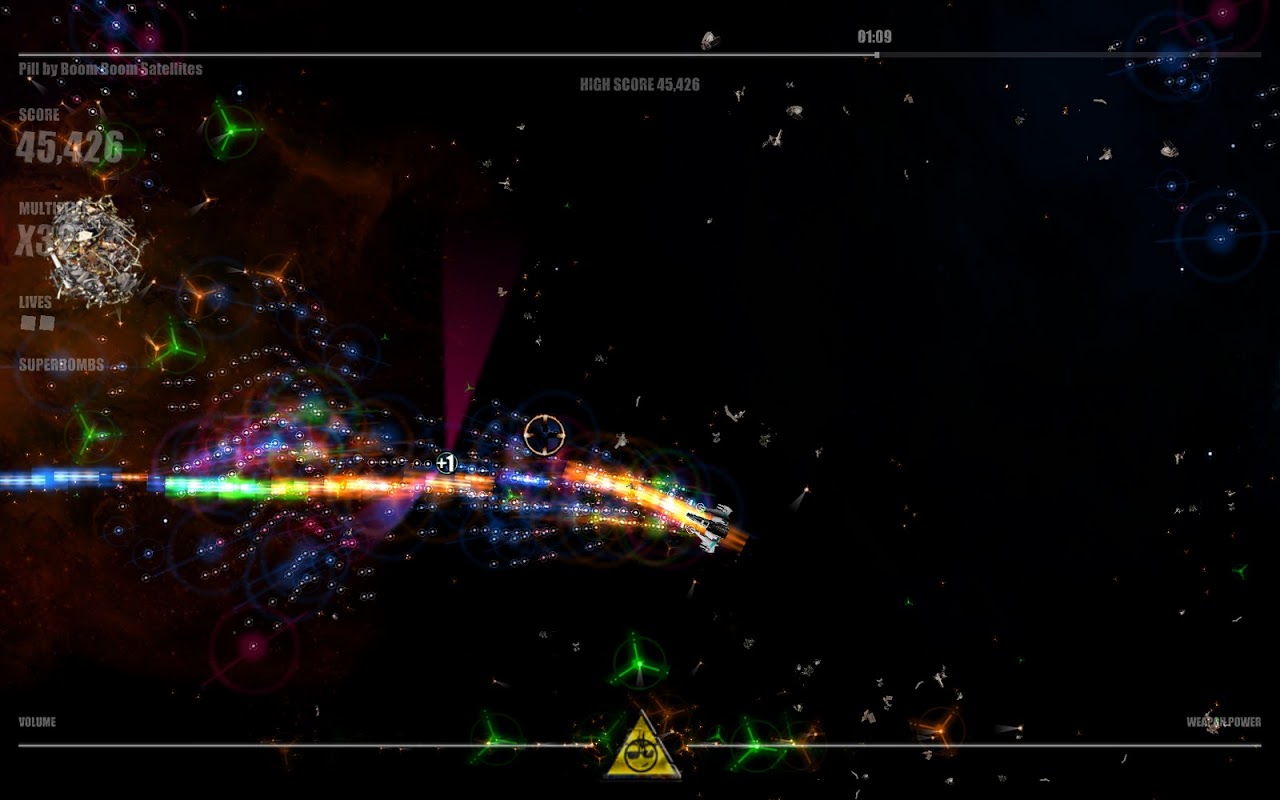 01:09
Pill by Boom Boom Satellites
HIGH SCORE 45,426
SCORE
45,426
LIVES
+1
SUPERBOMBS
VOLUME
WEAPON POWER